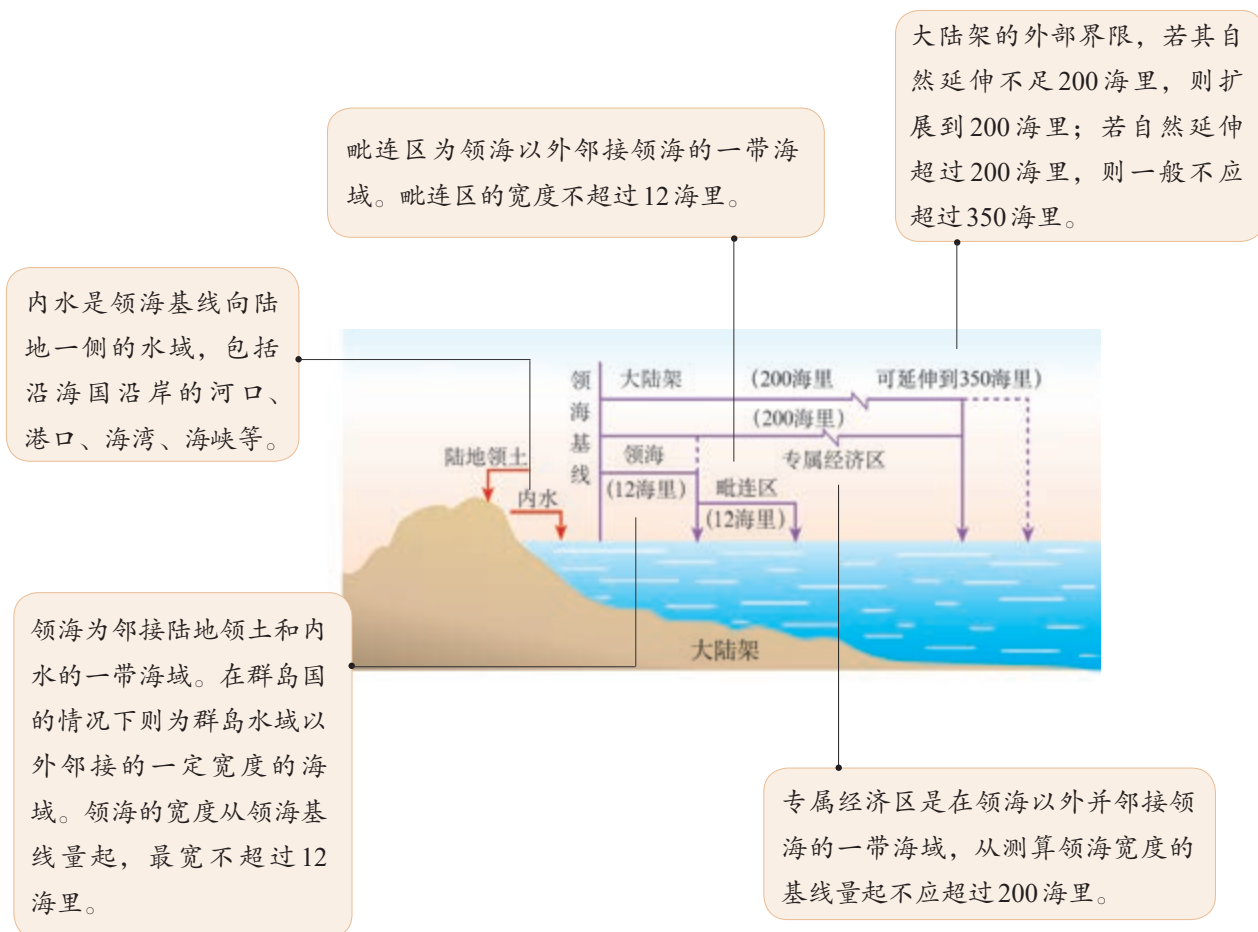 大陆架的外部界限，若其自
然延伸不足200海里，则扩
展到200海里；若自然延伸
超过200海里，则一般不应
超过350海里。
毗连区为领海以外邻接领海的一带海
域。毗连区的宽度不超过12海里。
内水是领海基线向陆
地一侧的水域，包括
沿海国沿岸的河口、
港口、海湾、海峡等。
领海基线
大陆架 (200海里 可延伸到350海里)
(200海里)
陆地领土
领海
专属经济区
内水
(12海里)
毗连区
(12海里)
大陆架
领海为邻接陆地领土和内
水的一带海域。在群岛国
的情况下则为群岛水域以
外邻接的一定宽度的海
域。领海的宽度从领海基
线量起，最宽不超过12
海里。
专属经济区是在领海以外并邻接领
海的一带海域，从测算领海宽度的
基线量起不应超过200海里。